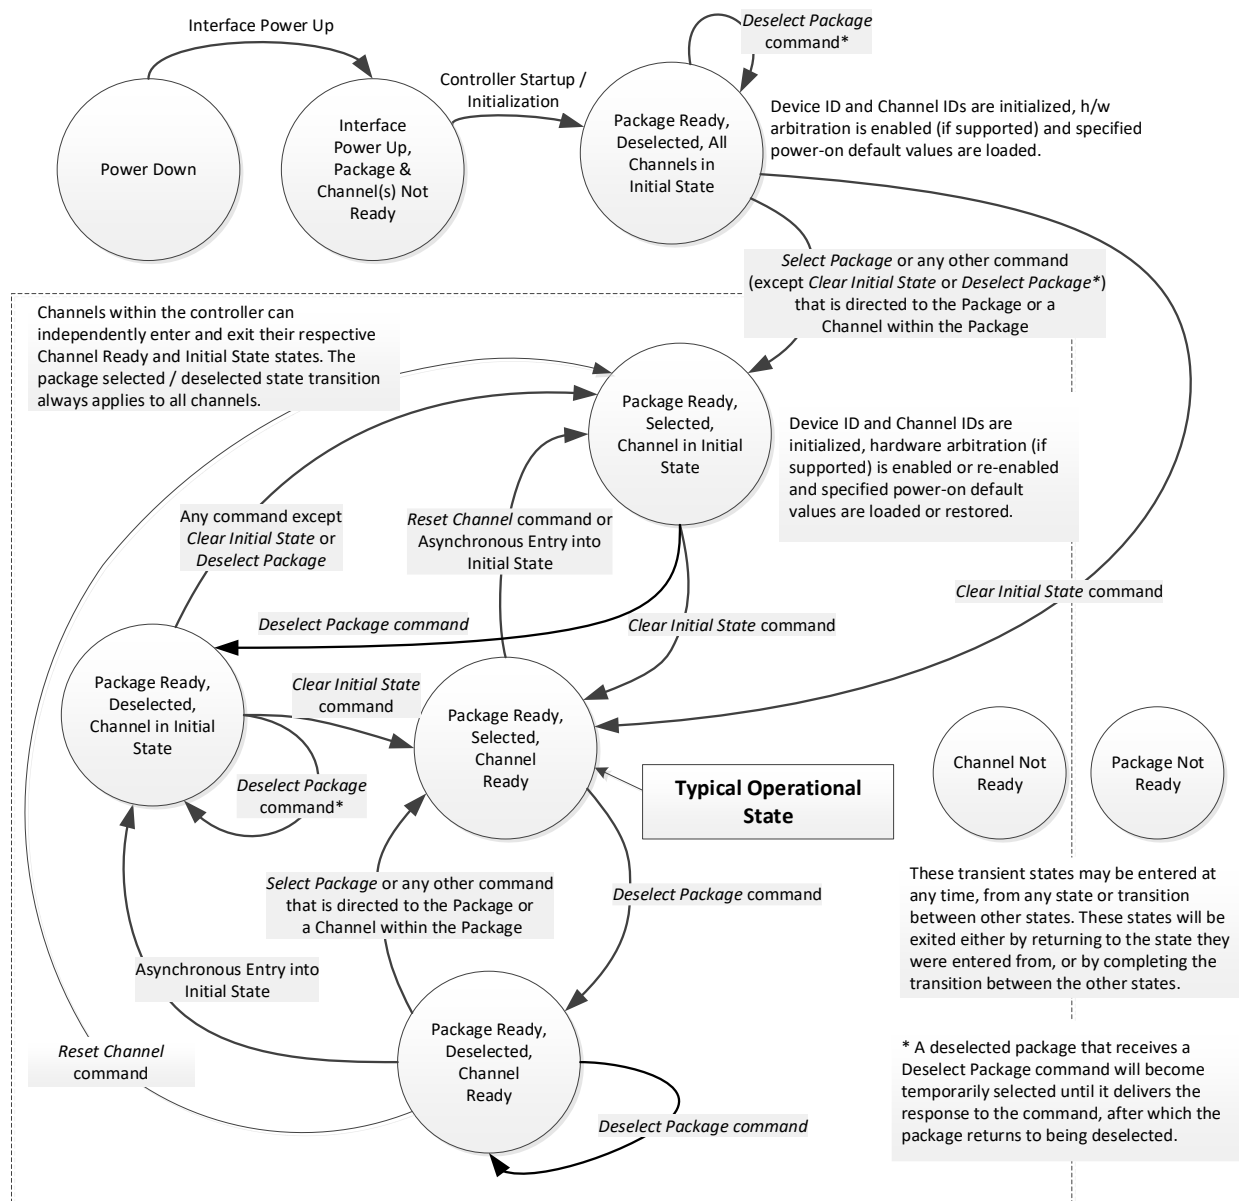 Interface Power Up
Deselect Package
command*
Controller Startup /
Initialization
Power Down
Interface
Power Up,
Package &
Channel(s) Not
Ready
Package Ready,
Deselected, All
Channels in
Initial State
Device ID and Channel IDs are initialized, h/w
arbitration is enabled (if supported) and specified
power-on default values are loaded.
Select Package or any other command
(except Clear Initial State or Deselect Package*)
that is directed to the Package or a
Channel within the Package
Channels within the controller can
independently enter and exit their respective
Channel Ready and Initial State states. The
package selected / deselected state transition
always applies to all channels.
Package Ready,
Selected,
Channel in Initial
State
Device ID and Channel IDs are
initialized, hardware arbitration (if
supported) is enabled or re-enabled
and specified power-on default
values are loaded or restored.
Any command except
Clear Initial State or
Deselect Package
Reset Channel command or
Asynchronous Entry into
Initial State
Clear Initial State command
Deselect Package command
Clear Initial State command
Package Ready,
Deselected,
Channel in Initial
State
Clear Initial State
command
Package Ready,
Selected,
Channel
Ready
Channel Not
Ready
Package Not
Ready
Deselect Package
command*
Typical Operational
State
Select Package or any other command
that is directed to the Package or
a Channel within the Package
Deselect Package command
These transient states may be entered at
any time, from any state or transition
between other states. These states will be
exited either by returning to the state they
were entered from, or by completing the
transition between the other states.
Asynchronous Entry into
Initial State
Reset Channel
command
Package Ready,
Deselected,
Channel
Ready
Deselect Package command
* A deselected package that receives a
Deselect Package command will become
temporarily selected until it delivers the
response to the command, after which the
package returns to being deselected.